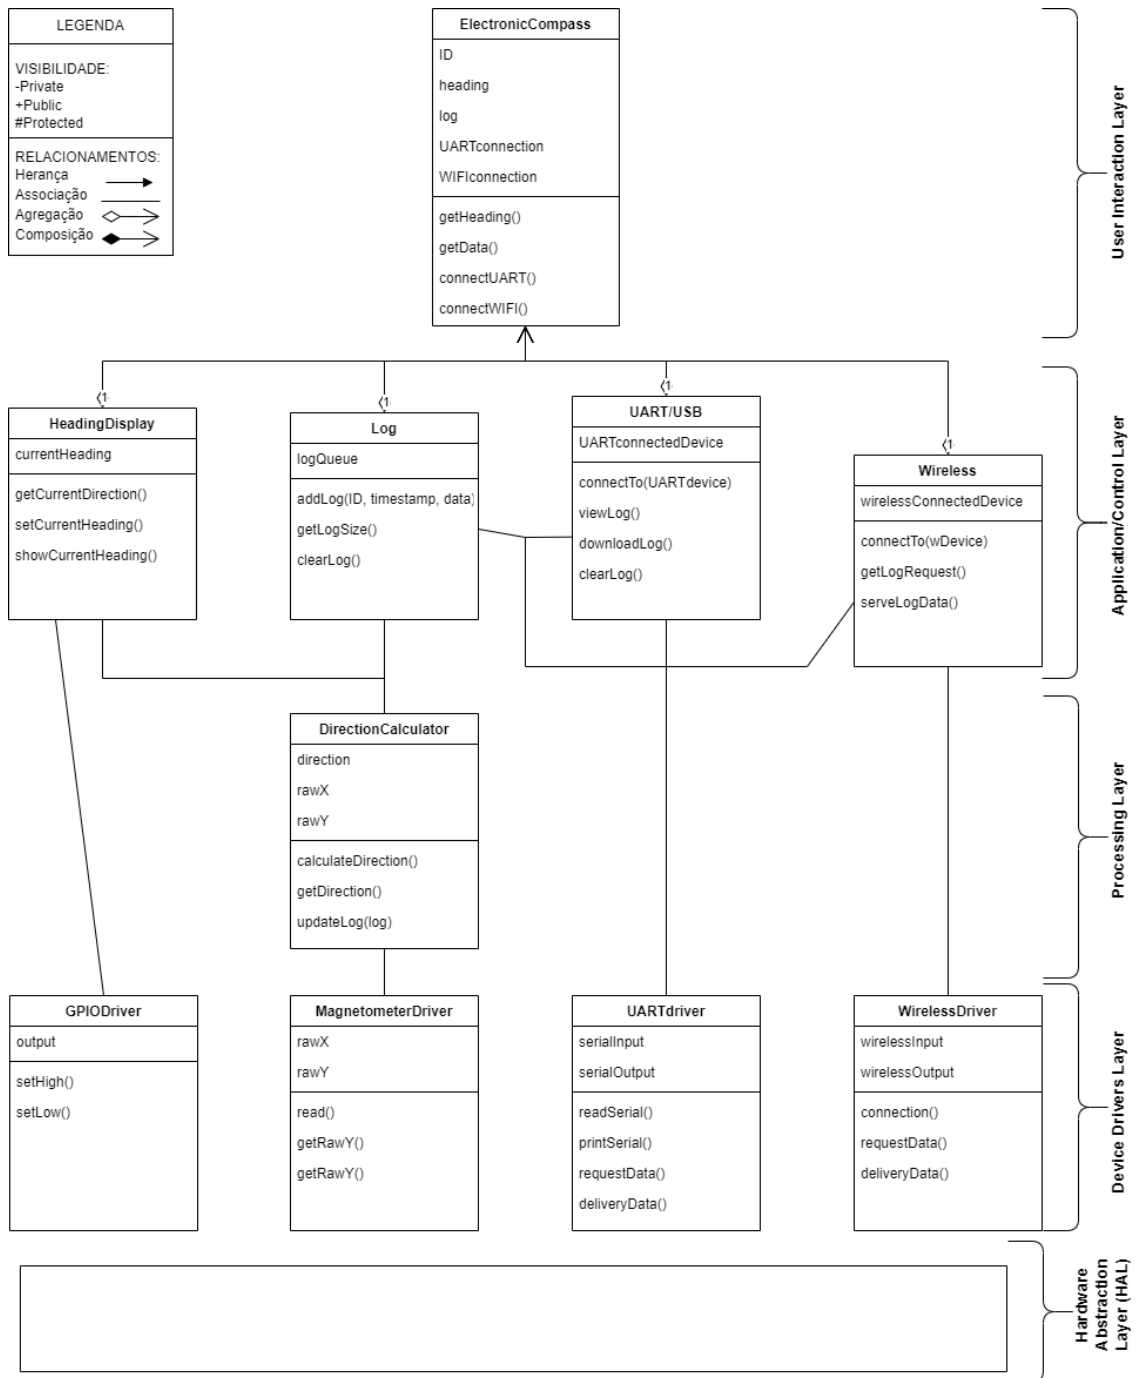 LEGENDA
VISIBILIDADE:
-Private
+Public
#Protected
RELACIONAMENTOS:
Herança
Associação
Agregação
Composição
ElectronicCompass
ID
heading
log
UARTconnection
WIFIconnection
getHeading()
getData()
connectUART()
connectWIFI()
User Interaction Layer
1
1
1
1
HeadingDisplay
currentHeading
getCurrentDirection()
setCurrentHeading()
showCurrentHeading()
Log
logQueue
addLog(ID, timestamp, data)
getLogSize()
clearLog()
UART/USB
UARTconnectedDevice
connectTo(UARTdevice)
viewLog()
downloadLog()
clearLog()
Wireless
wirelessConnectedDevice
connectTo(wDevice)
getLogRequest()
serveLogData()
Application/Control Layer
DirectionCalculator
direction
rawX
rawY
calculateDirection()
getDirection()
updateLog(log)
Processing Layer
GPIODriver
output
setHigh()
setLow()
MagnetometerDriver
rawX
rawY
read()
getRawY()
getRawY()
UARTdriver
serialInput
serialOutput
readSerial()
printSerial()
requestData()
deliveryData()
WirelessDriver
wirelessInput
wirelessOutput
connection()
requestData()
deliveryData()
Device Drivers Layer
Hardware
Abstraction
Layer (HAL)